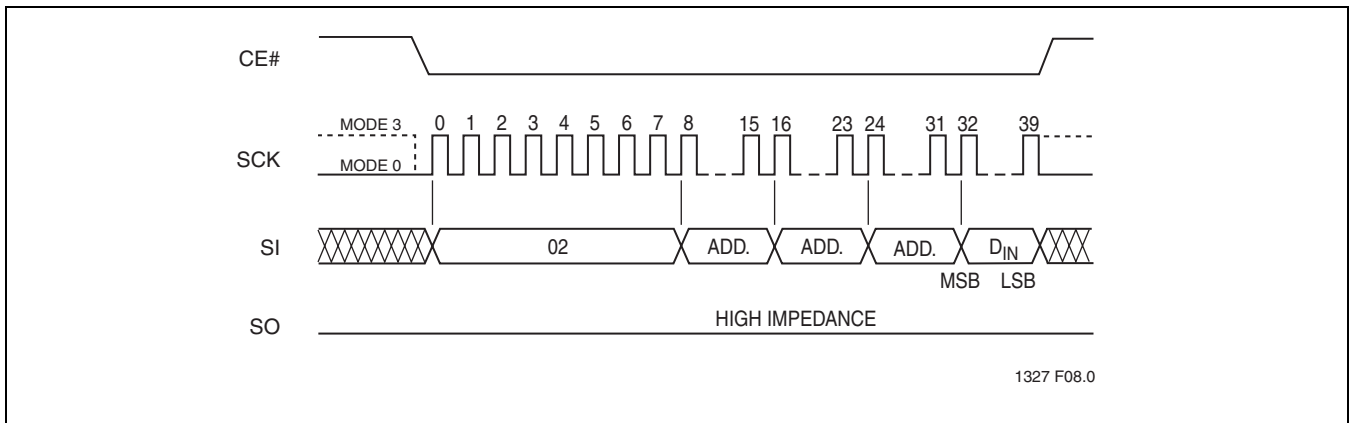 CE#
MODE 3 0 1 2 3 4 5 6 7 8 15 16 23 24 31 32 39
SCK
MODE 0
SI 02 ADD. ADD. ADD. DIN
MSB LSB
SO HIGH IMPEDANCE
1327 F08.0